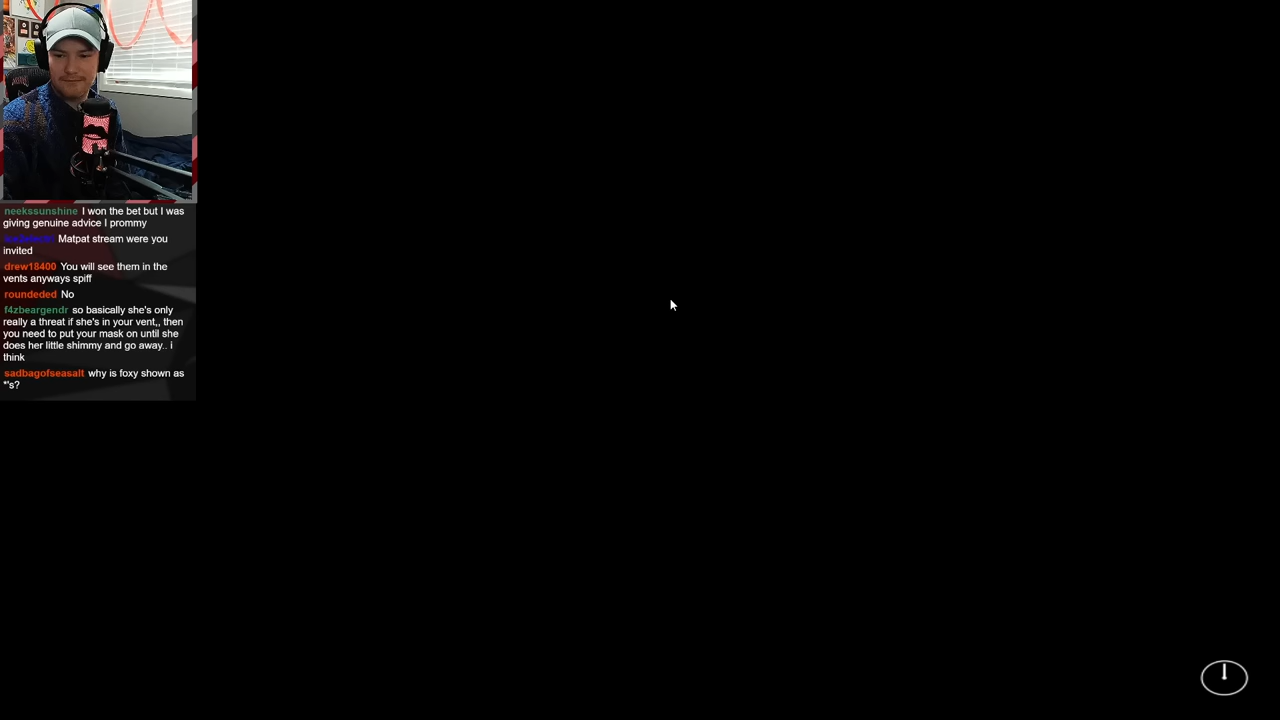 neekssunshine I won the bet but I was
giving genuine advice I prommy
Matpat stream were you
invited
drew18400 You will see them in the
vents anyways spiff
roundeded No
f4zbeargendr so basically she's only
really a threat if she's in your vent,, then
you need to put your mask on until she
does her little shimmy and go away.. i
think
sadbagofseasalt why is foxy shown as
*'s?